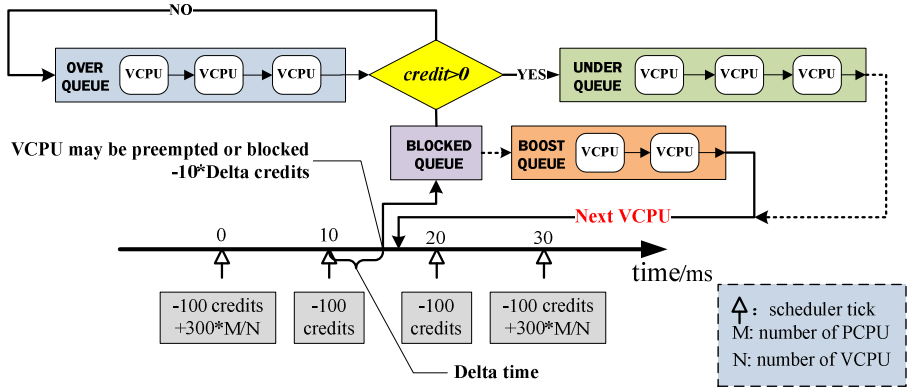 NO
OVER
QUEUE
VCPU
VCPU
VCPU
credit>0
YES
UNDER
QUEUE
VCPU
VCPU
VCPU
VCPU may be preempted or blocked
-10*Delta credits
BLOCKED
QUEUE
BOOST
QUEUE
VCPU
VCPU
Next VCPU
0
10
20
30
time/ms
-100 credits
+300*M/N
-100
credits
-100
credits
-100 credits
+300*M/N
Delta time
: scheduler tick
M: number of PCPU
N: number of VCPU